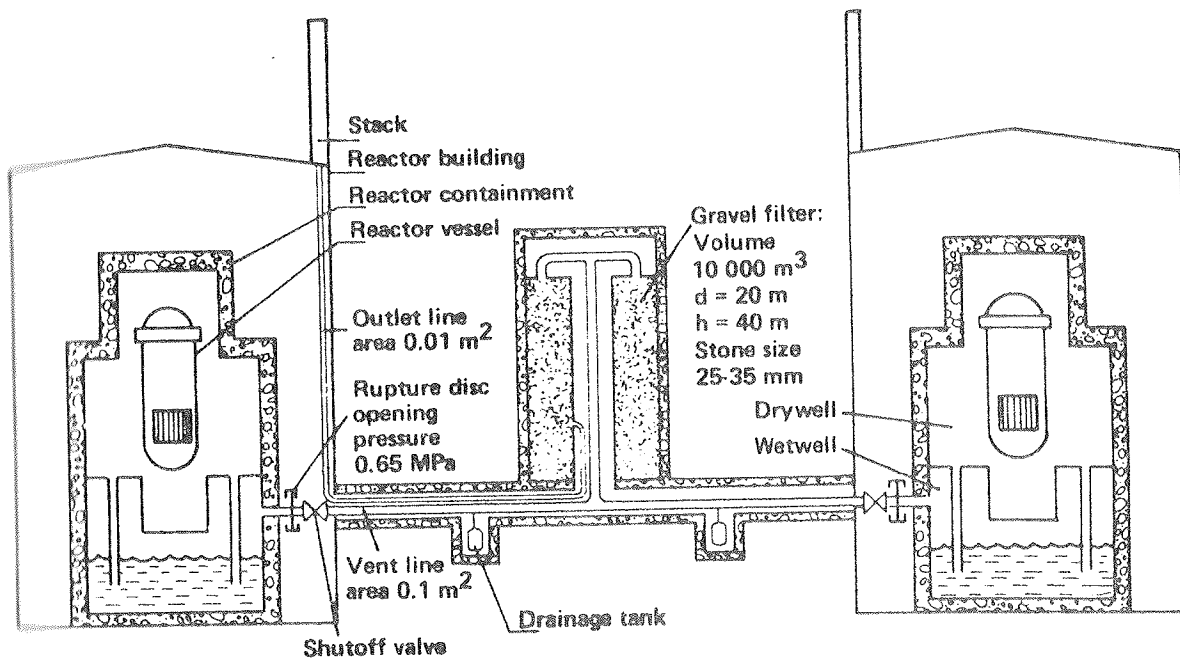 Stack
Reactor building
Reactor containment
Reactor vessel
Outlet line
area 0.01 m²
Rupture disc
opening
pressure
0.65 MPa
Vent line
area 0.1 m²
Shutoff valve
Drainage tank
Gravel filter:
Volume
10 000 m³
d = 20 m
h = 40 m
Stone size
25-35 mm
Drywell
Wetwell